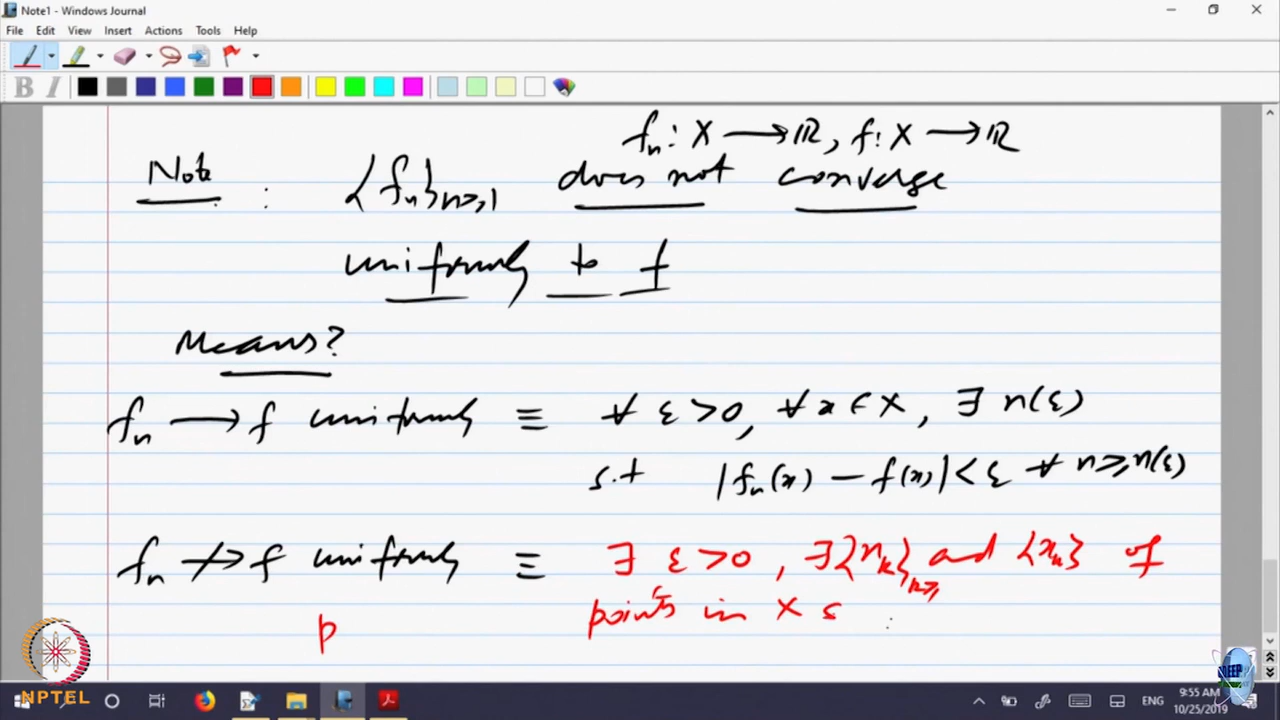 Note1 - Windows Journal
File Edit View Insert Actions Tools Help
fₙ : X ⟶ ℝ, f : X ⟶ ℝ
Note : {fₙ}ₙ≥₁ does not converge
uniformly to f
Means?
fₙ ⟶ f uniformly ≡ ∀ ε > 0, ∀ x ∈ X, ∃ n(ε)
s.t |fₙ(x) − f(x)| < ε ∀ n ≥ n(ε)
fₙ ↛ f uniformly ≡ ∃ ε > 0, ∃ {nₖ} and {xₖ} of
points in X s
p
NPTEL
ENG
9:55 AM
10/25/2019